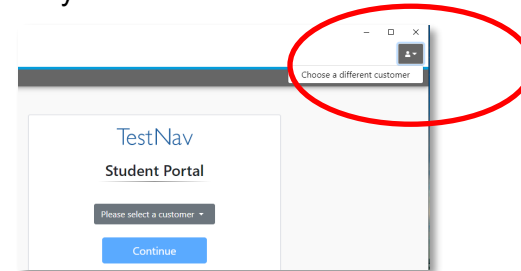 Choose a different customer
TestNav
Student Portal
Please select a customer
Continue